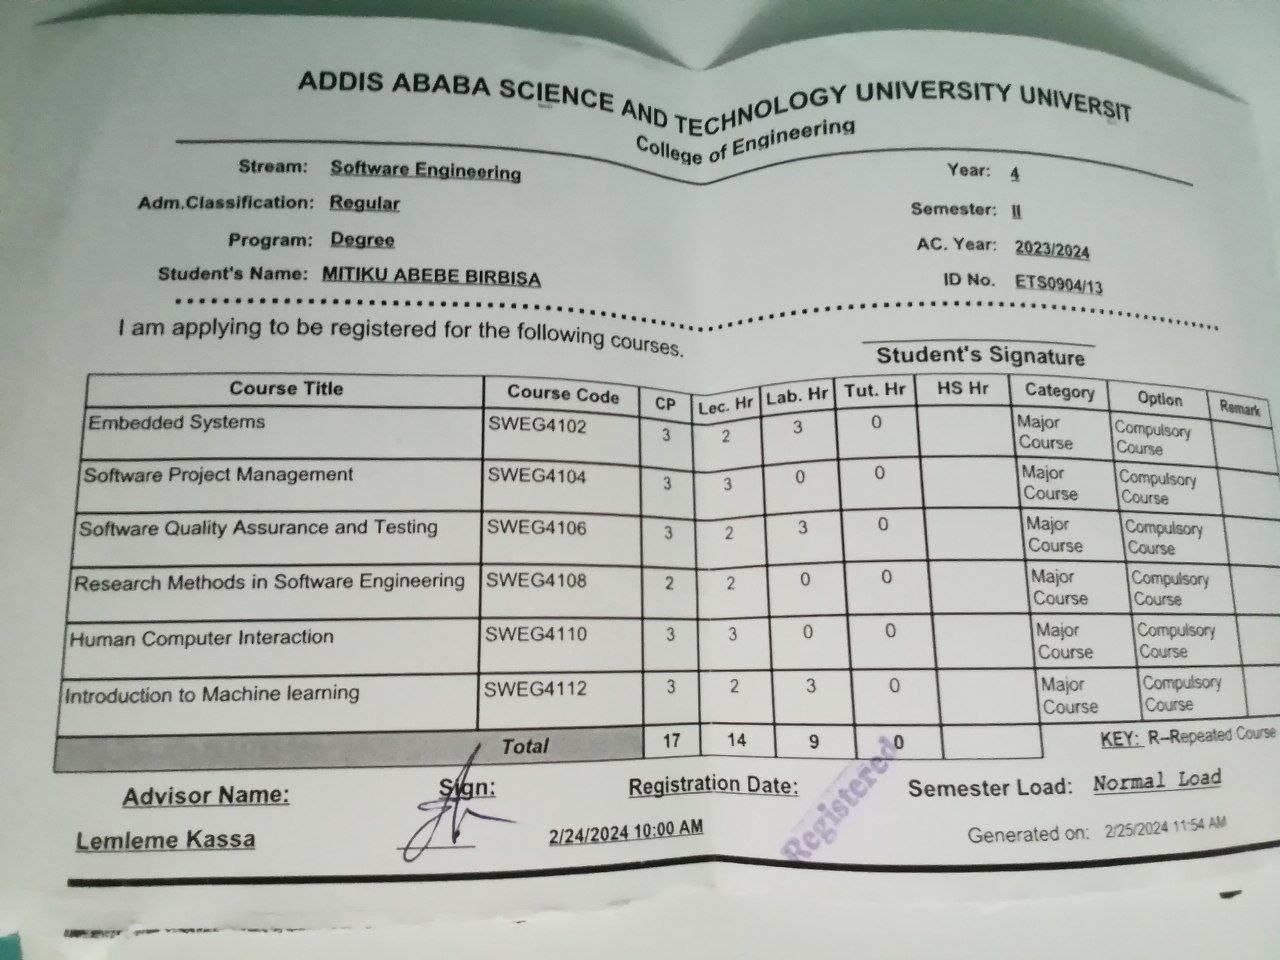 ADDIS ABABA SCIENCE AND TECHNOLOGY UNIVERSITY UNIVERSIT
College of Engineering
Stream: Software Engineering Year: 4
Adm.Classification: Regular Semester: II
Program: Degree AC. Year: 2023/2024
Student's Name: MITIKU ABEBE BIRBISA ID No. ETS0904/13
I am applying to be registered for the following courses.
Student's Signature
Course Title Course Code CP Lec. Hr Lab. Hr Tut. Hr HS Hr Category Option Remark
Embedded Systems SWEG4102 3 2 3 0 Major Course Compulsory Course
Software Project Management SWEG4104 3 3 0 0 Major Course Compulsory Course
Software Quality Assurance and Testing SWEG4106 3 2 3 0 Major Course Compulsory Course
Research Methods in Software Engineering SWEG4108 2 2 0 0 Major Course Compulsory Course
Human Computer Interaction SWEG4110 3 3 0 0 Major Course Compulsory Course
Introduction to Machine learning SWEG4112 3 2 3 0 Major Course Compulsory Course
Total 17 14 9 0 KEY: R–Repeated Course
Advisor Name: Sign: Registration Date: Semester Load: Normal Load
Lemleme Kassa 2/24/2024 10:00 AM Registered Generated on: 2/25/2024 11:54 AM